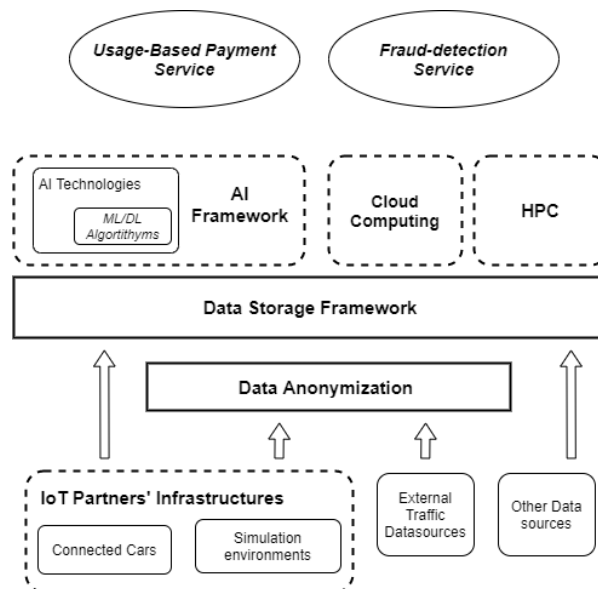 Usage-Based Payment
Service
Fraud-detection
Service
AI Technologies
ML/DL
Algortithyms
AI
Framework
Cloud
Computing
HPC
Data Storage Framework
Data Anonymization
IoT Partners' Infrastructures
Connected Cars
Simulation
environments
External
Traffic
Datasources
Other Data
sources